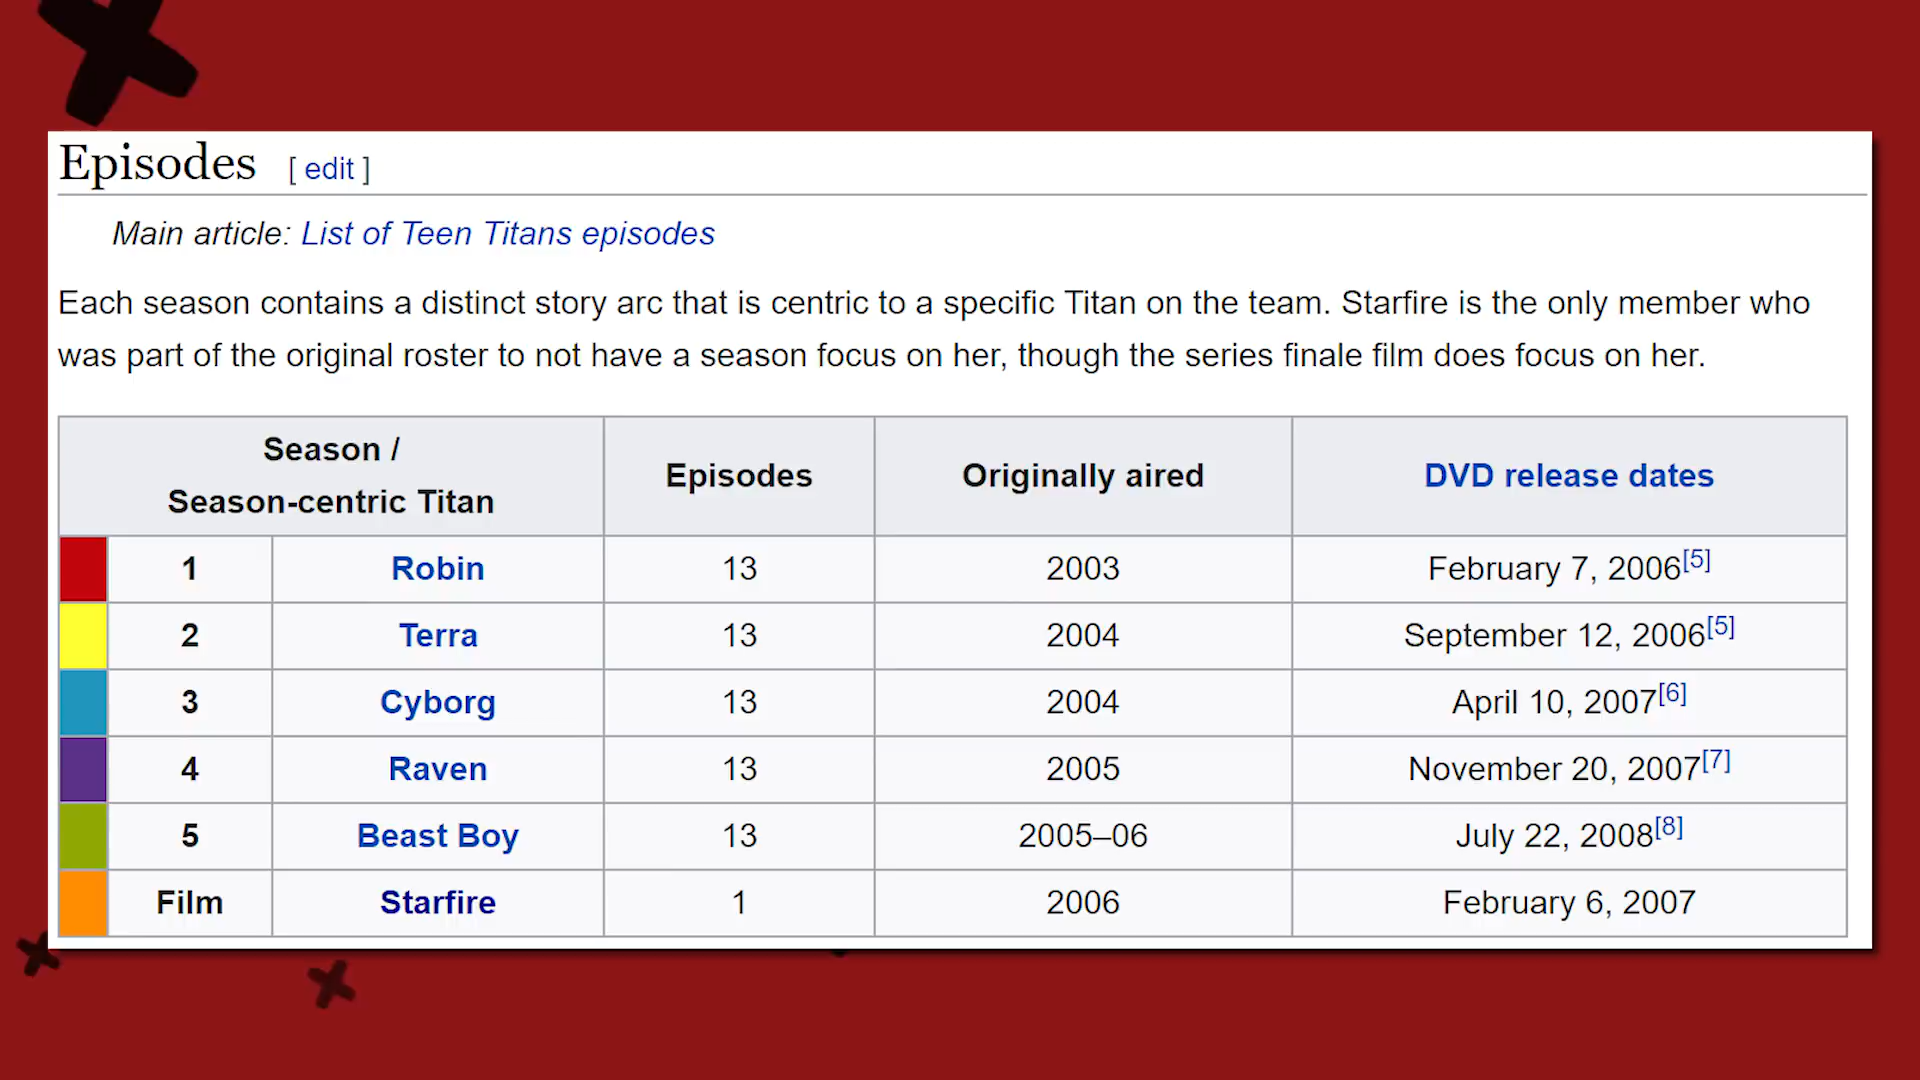 Episodes [ edit ]
Main article: List of Teen Titans episodes
Each season contains a distinct story arc that is centric to a specific Titan on the team. Starfire is the only member who
was part of the original roster to not have a season focus on her, though the series finale film does focus on her.
Season /
Season-centric Titan Episodes Originally aired DVD release dates
1 Robin 13 2003 February 7, 2006[5]
2 Terra 13 2004 September 12, 2006[5]
3 Cyborg 13 2004 April 10, 2007[6]
4 Raven 13 2005 November 20, 2007[7]
5 Beast Boy 13 2005–06 July 22, 2008[8]
Film Starfire 1 2006 February 6, 2007